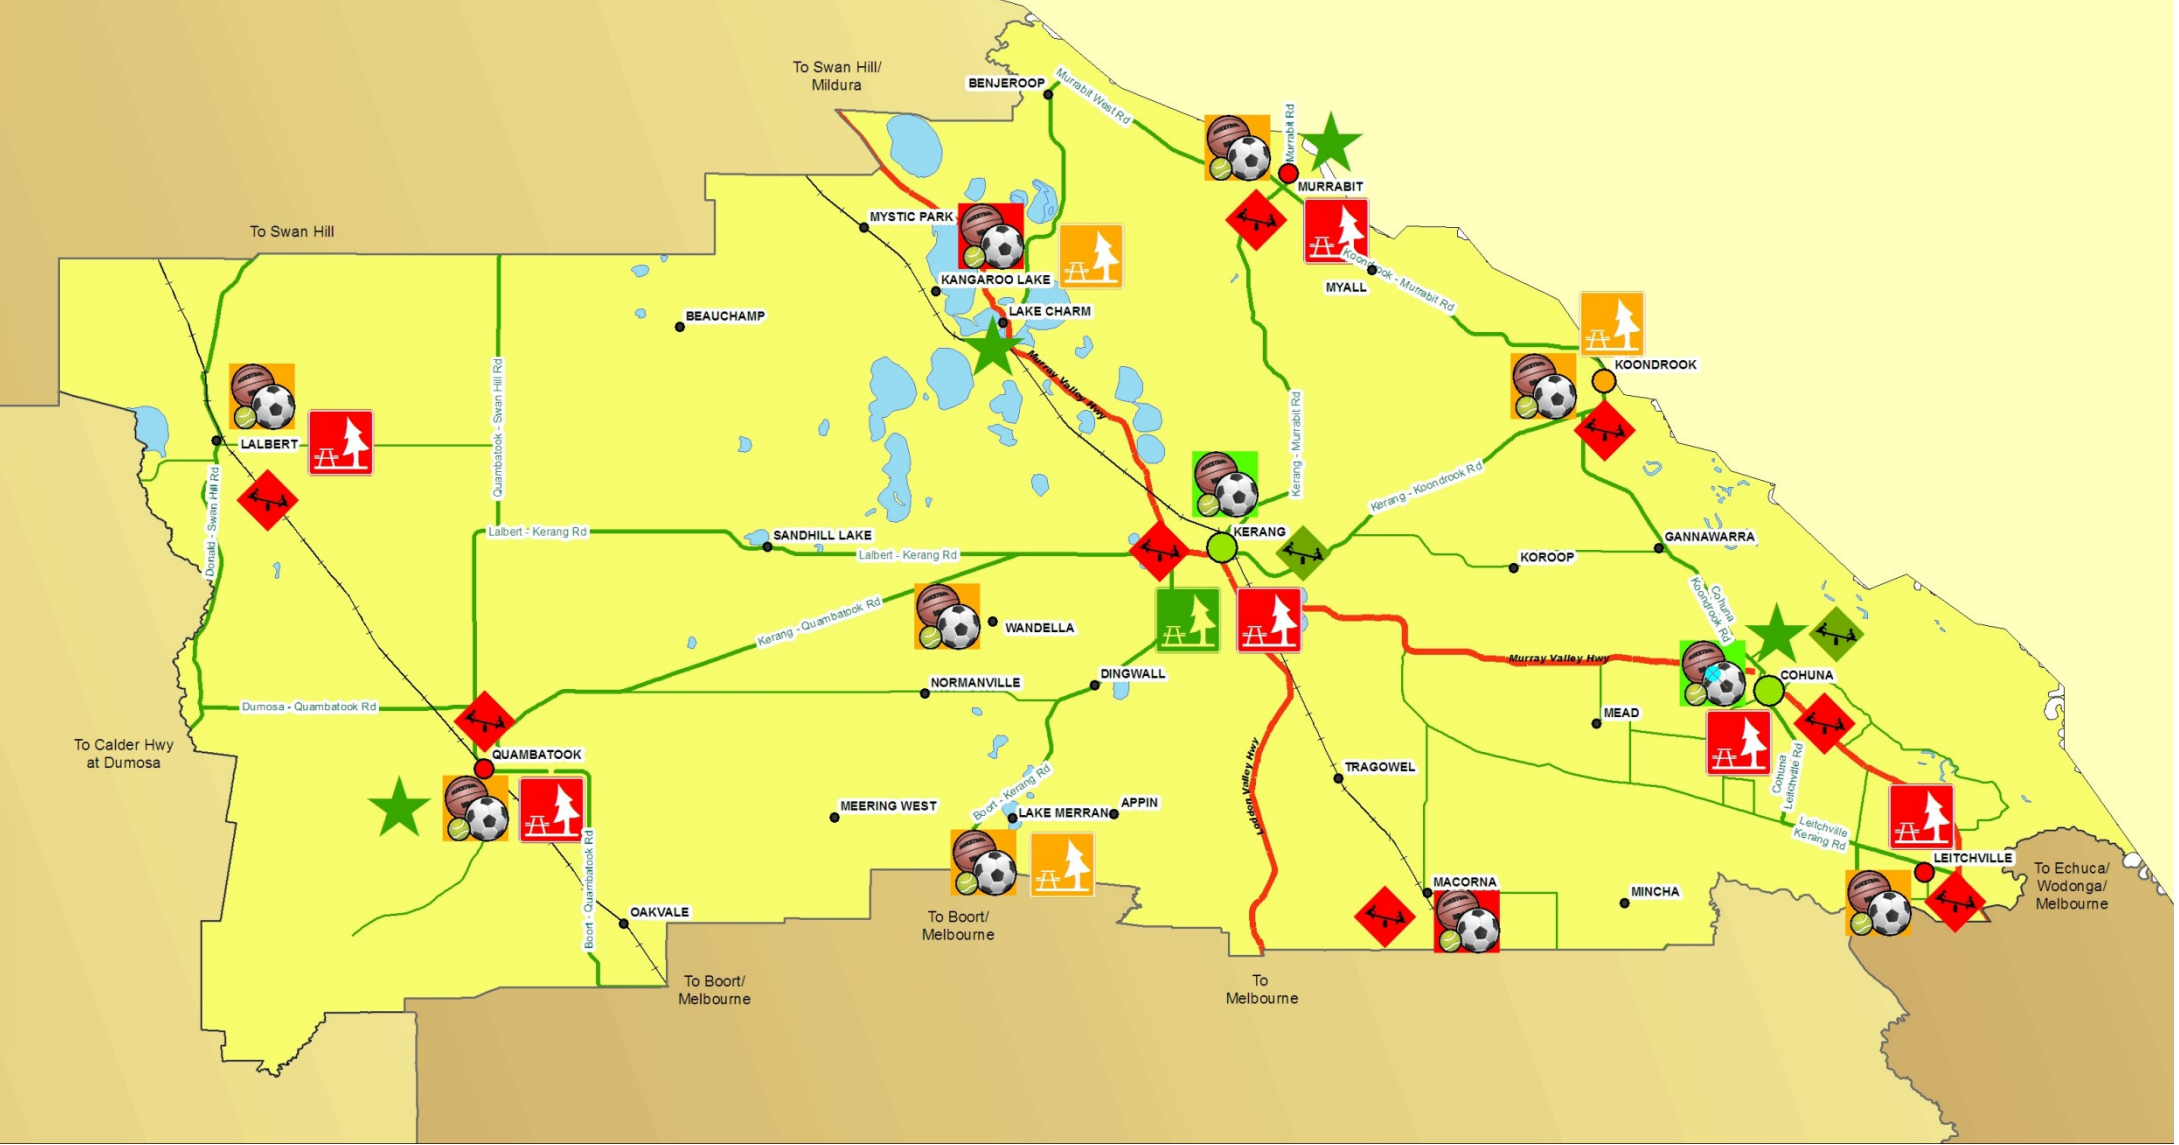 To Swan Hill/
Mildura
BENJEROOP
Murrabit West Rd
Murrabit Rd
MURRABIT
To Swan Hill
MYSTIC PARK
KANGAROO LAKE
Koondrook - Murrabit Rd
MYALL
BEAUCHAMP
LAKE CHARM
Murray Valley Hwy
KOONDROOK
LALBERT
Quambatook - Swan Hill Rd
Donald - Swan Hill Rd
Kerang - Murrabit Rd
Kerang - Koondrook Rd
Lalbert - Kerang Rd
SANDHILL LAKE
Lalbert - Kerang Rd
KERANG
GANNAWARRA
KOROOP
Cohuna
Koondrook Rd
Kerang - Quambatook Rd
WANDELLA
Murray Valley Hwy
COHUNA
DINGWALL
NORMANVILLE
Dumosa - Quambatook Rd
MEAD
To Calder Hwy
at Dumosa
QUAMBATOOK
Loddon Valley Hwy
TRAGOWEL
Cohuna
Leitchville Rd
Boort - Kerang Rd
MEERING WEST
LAKE MERRAN
APPIN
Leitchville
Kerang Rd
LEITCHVILLE
Boort - Quambatook Rd
MACORNA
MINCHA
To Echuca/
Wodonga/
Melbourne
OAKVALE
To Boort/
Melbourne
To Boort/
Melbourne
To
Melbourne